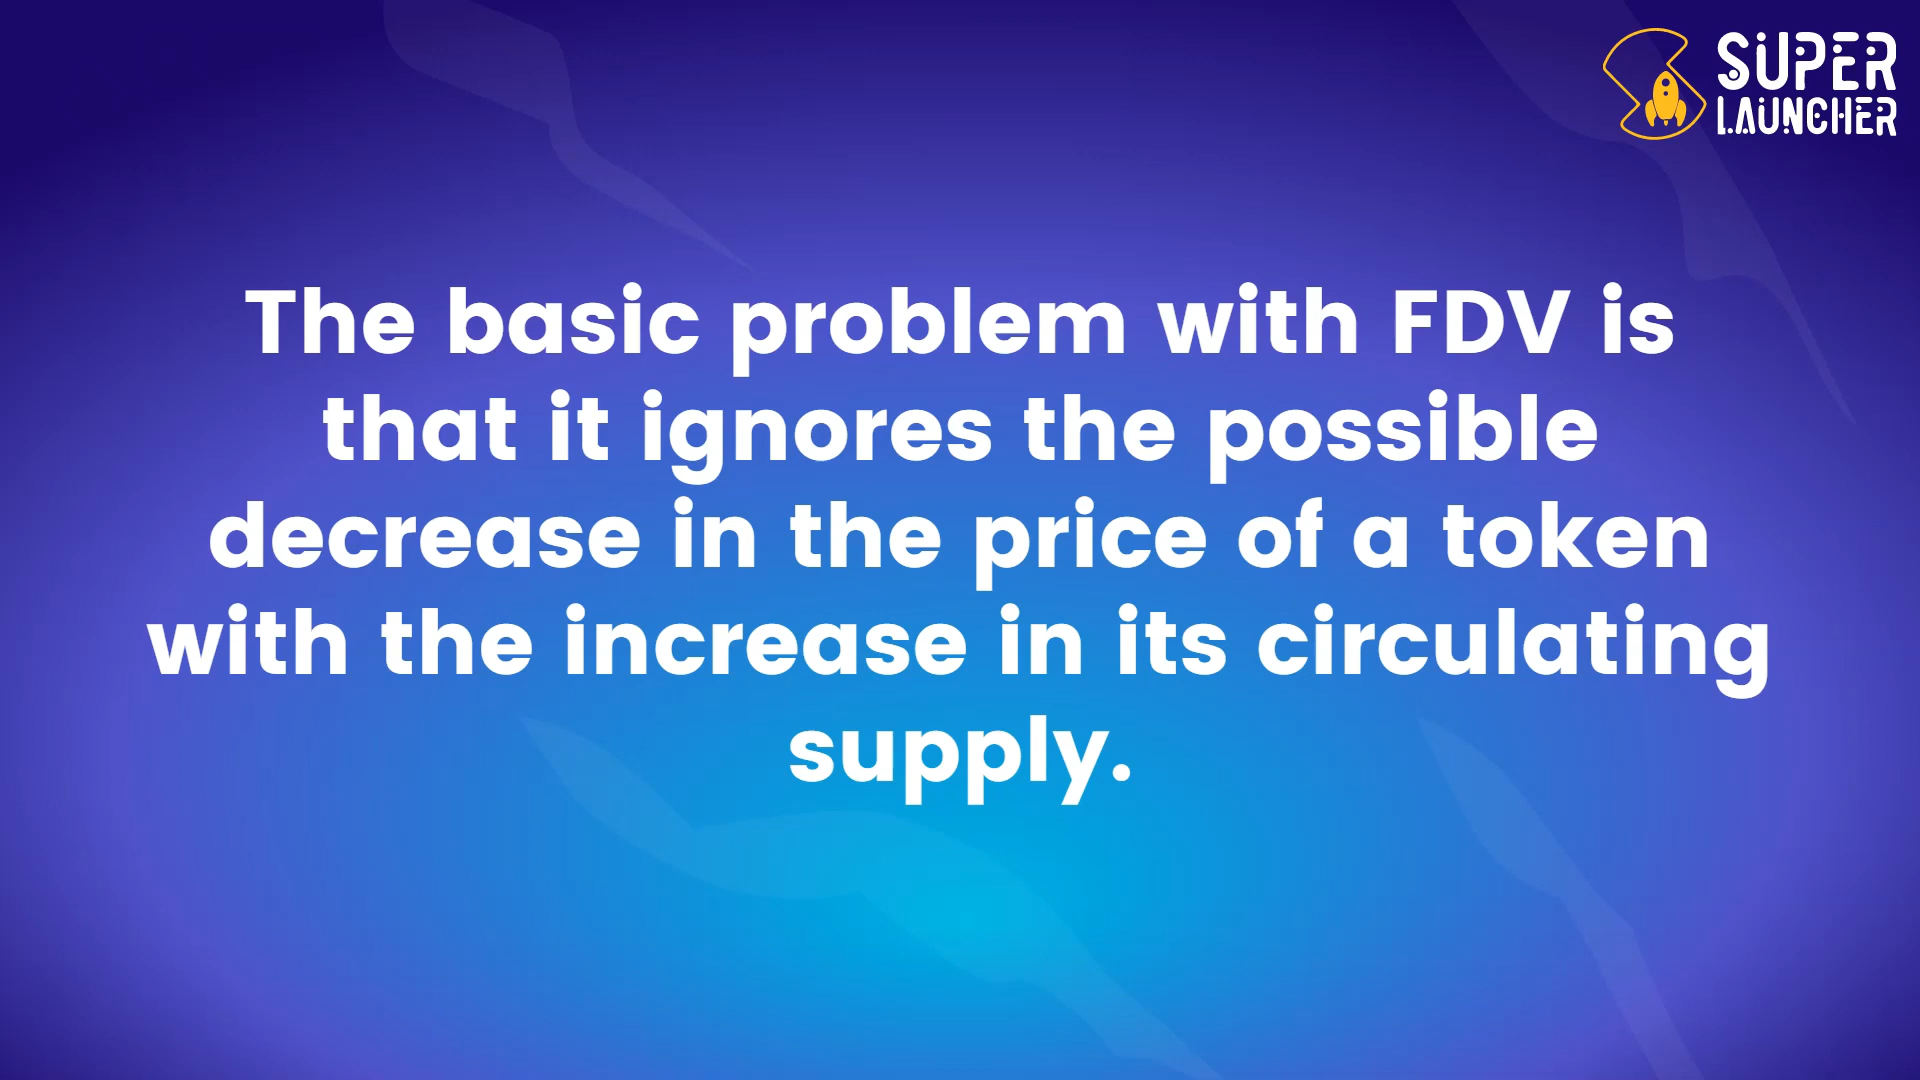 SUPER
LAUNCHER
The basic problem with FDV is
that it ignores the possible
decrease in the price of a token
with the increase in its circulating
supply.